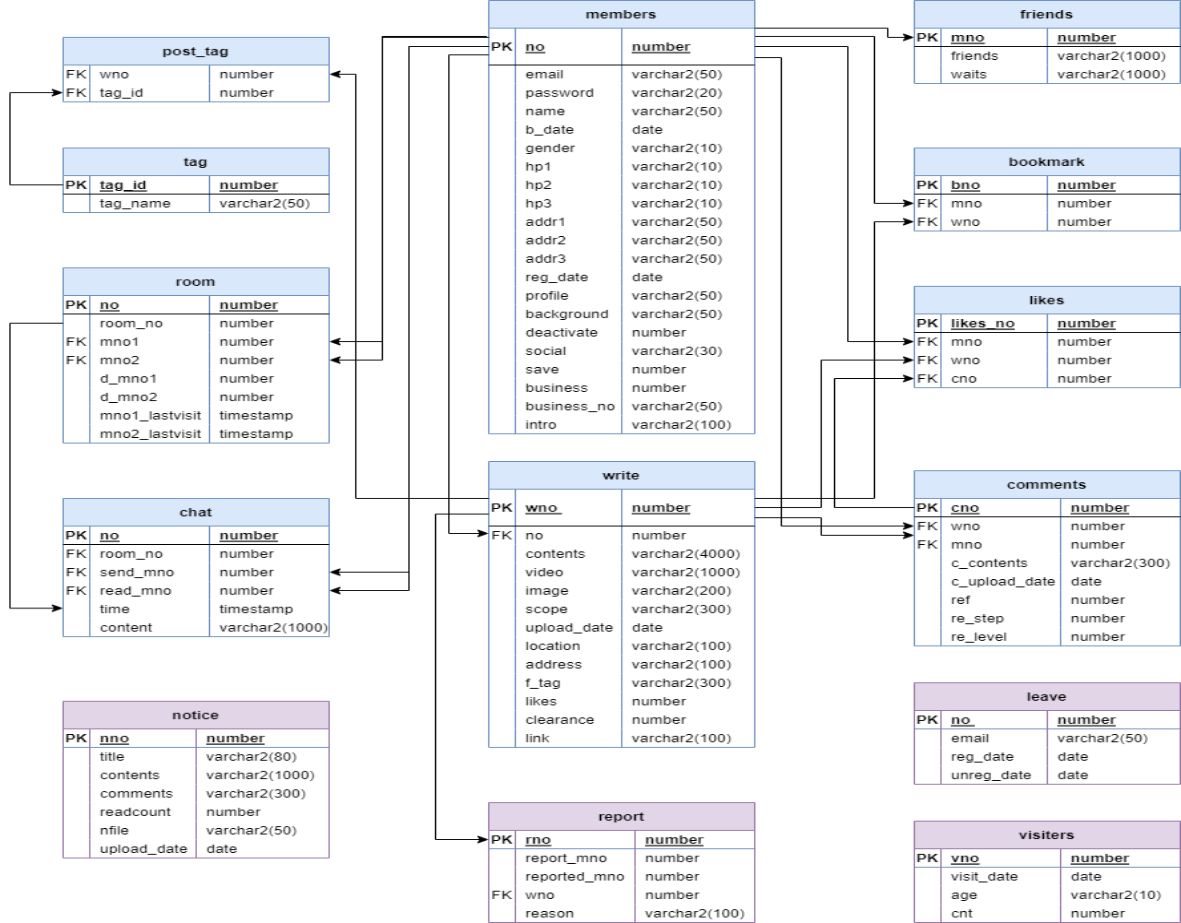 post_tag
FK wno number
FK tag_id number
tag
PK tag_id number
tag_name varchar2(50)
room
PK no number
room_no number
FK mno1 number
FK mno2 number
d_mno1 number
d_mno2 number
mno1_lastvisit timestamp
mno2_lastvisit timestamp
chat
PK no number
FK room_no number
FK send_mno number
FK read_mno number
time timestamp
content varchar2(1000)
notice
PK nno number
title varchar2(80)
contents varchar2(1000)
comments varchar2(300)
readcount number
nfile varchar2(50)
upload_date date
members
PK no number
email varchar2(50)
password varchar2(20)
name varchar2(50)
b_date date
gender varchar2(10)
hp1 varchar2(10)
hp2 varchar2(10)
hp3 varchar2(10)
addr1 varchar2(50)
addr2 varchar2(50)
addr3 varchar2(50)
reg_date date
profile varchar2(50)
background varchar2(50)
deactivate number
social varchar2(30)
save number
business number
business_no varchar2(50)
intro varchar2(100)
write
PK wno number
FK no number
contents varchar2(4000)
video varchar2(1000)
image varchar2(200)
scope varchar2(300)
upload_date date
location varchar2(100)
address varchar2(100)
f_tag varchar2(300)
likes number
clearance number
link varchar2(100)
report
PK rno number
report_mno number
reported_mno number
FK wno number
reason varchar2(100)
friends
PK mno number
friends varchar2(1000)
waits varchar2(1000)
bookmark
PK bno number
FK mno number
FK wno number
likes
PK likes_no number
FK mno number
FK wno number
FK cno number
comments
PK cno number
FK wno number
FK mno number
c_contents varchar2(300)
c_upload_date date
ref number
re_step number
re_level number
leave
PK no number
email varchar2(50)
reg_date date
unreg_date date
visiters
PK vno number
visit_date date
age varchar2(10)
cnt number